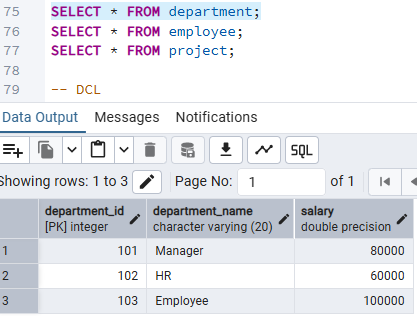 75 SELECT * FROM department;
76 SELECT * FROM employee;
77 SELECT * FROM project;
78
79 -- DCL
Data Output Messages Notifications
SQL
Showing rows: 1 to 3 Page No: 1 of 1
department_id department_name salary
[PK] integer character varying (20) double precision
1 101 Manager 80000
2 102 HR 60000
3 103 Employee 100000